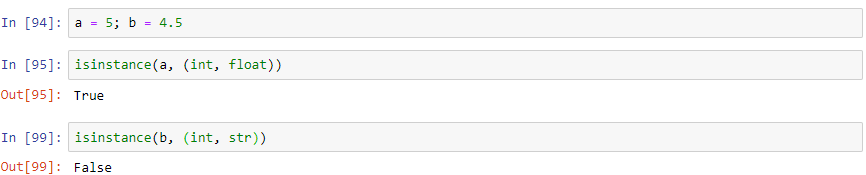 In [94]: a = 5; b = 4.5
In [95]: isinstance(a, (int, float))
Out[95]: True
In [99]: isinstance(b, (int, str))
Out[99]: False